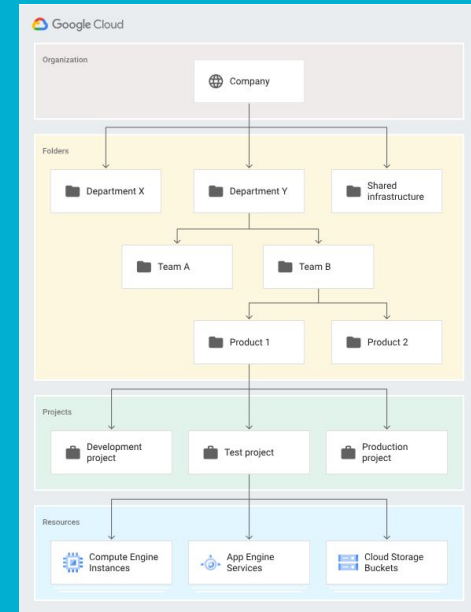 Google Cloud
Organization
Company
Folders
Department X
Department Y
Shared
infrastructure
Team A
Team B
Product 1
Product 2
Projects
Development
project
Test project
Production
project
Resources
Compute Engine
Instances
App Engine
Services
Cloud Storage
Buckets